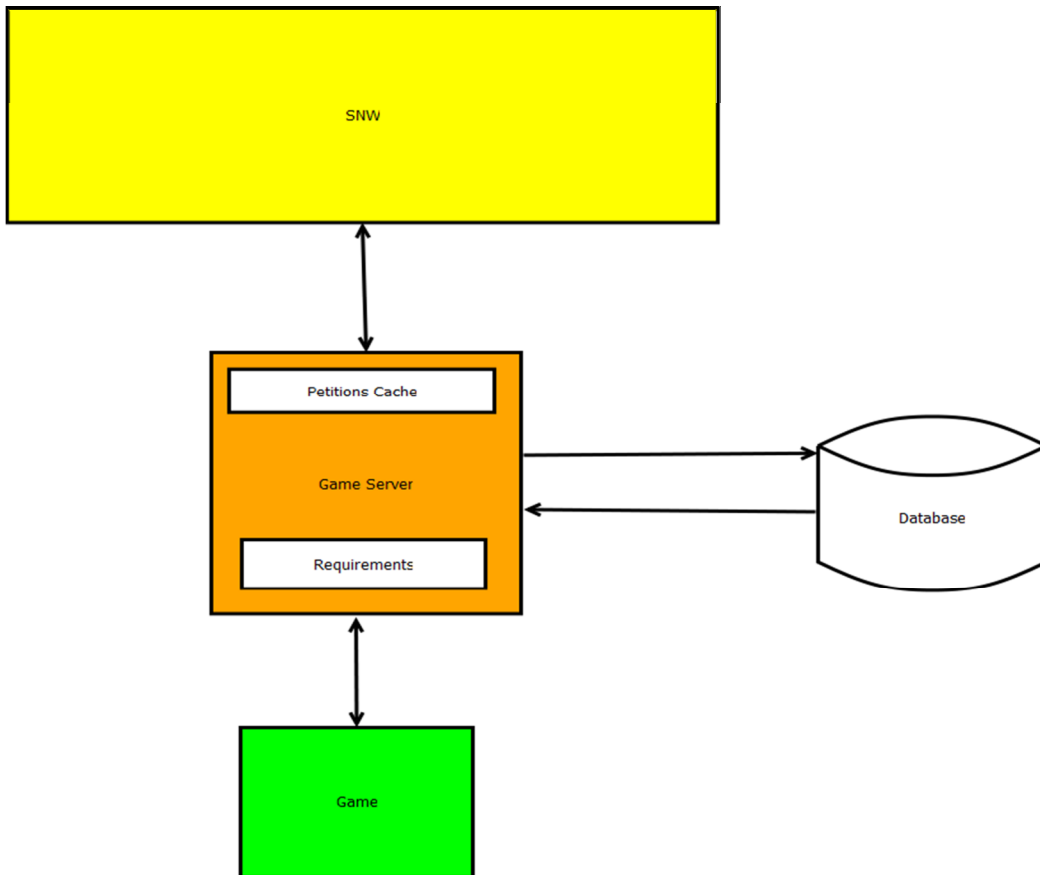 SNW
Petitions Cache
Game Server
Database
Requirements
Game